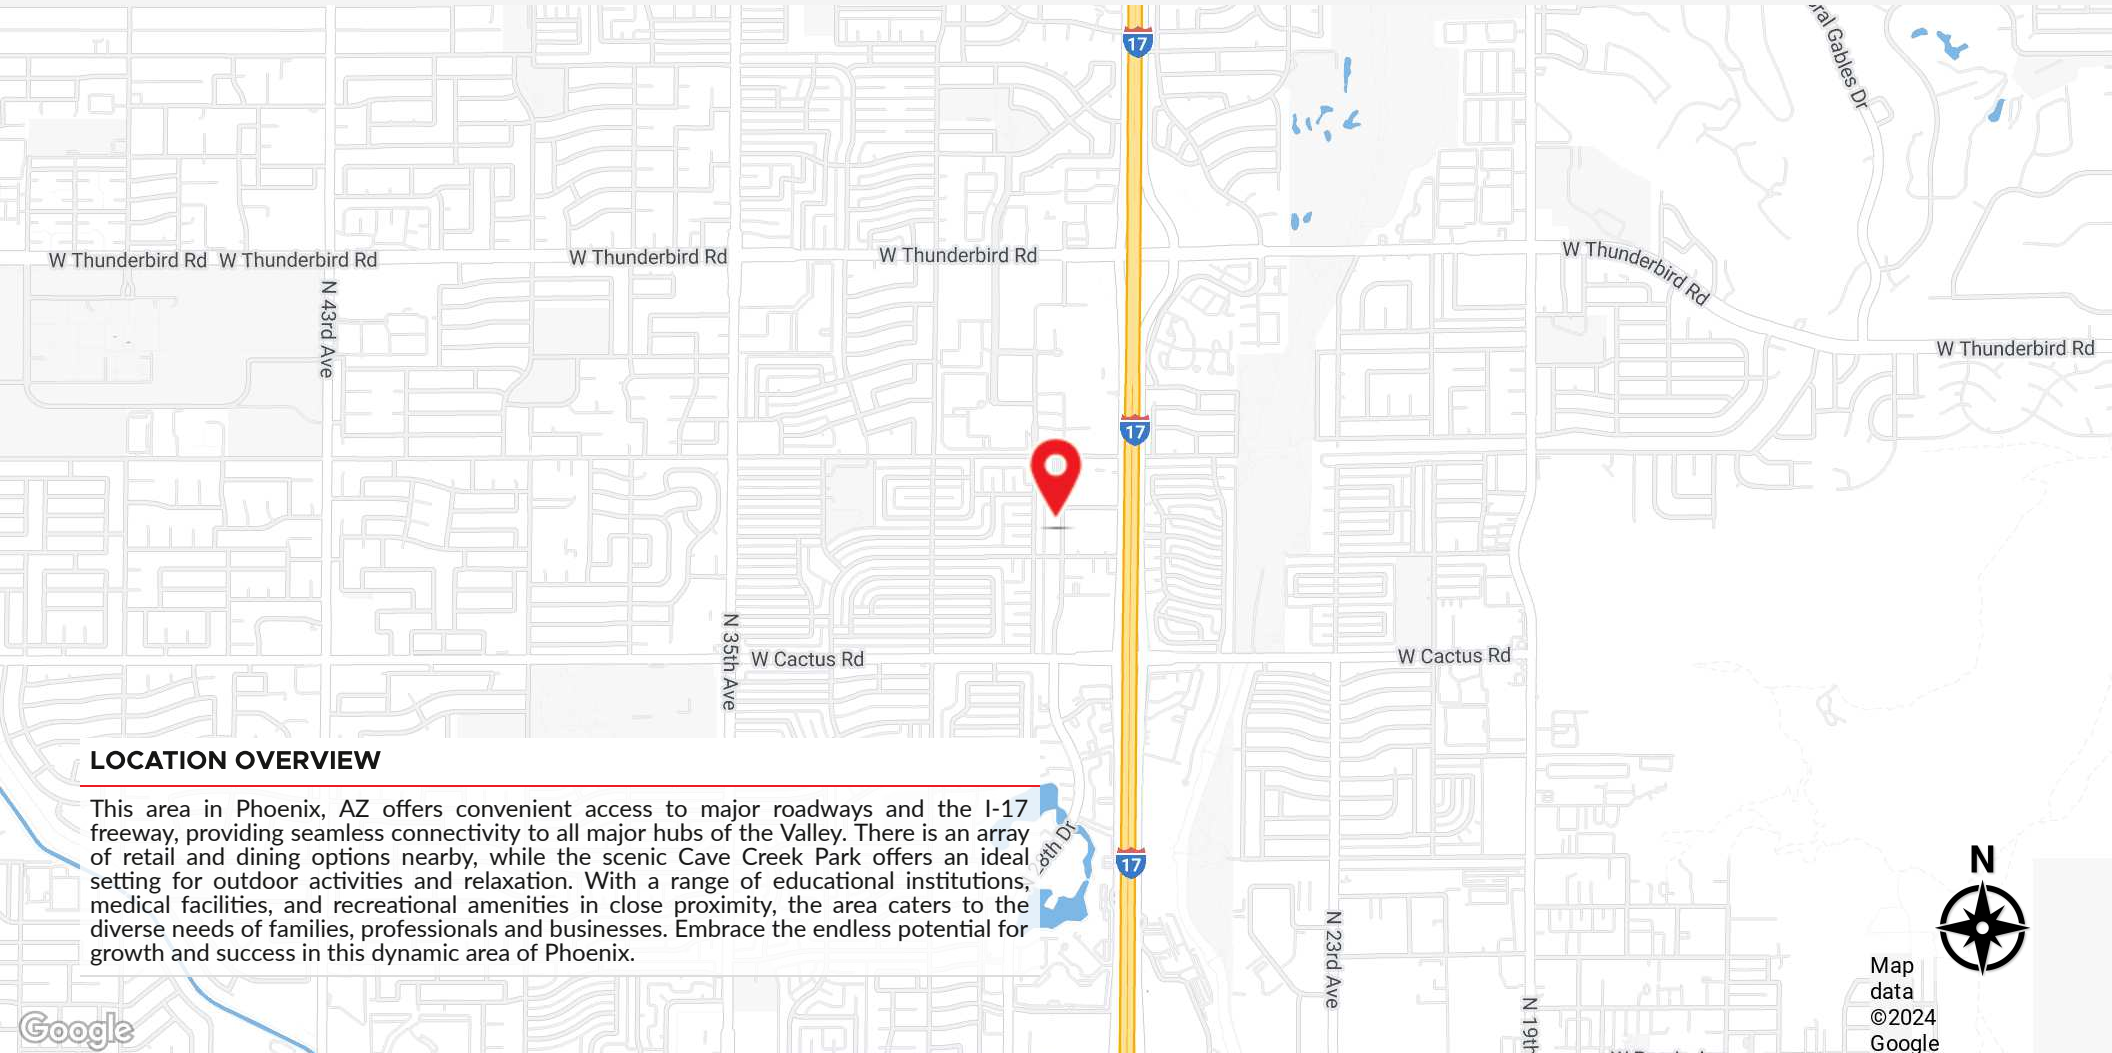 17
ral Gables Dr
W Thunderbird Rd
W Thunderbird Rd
W Thunderbird Rd
W Thunderbird Rd
W Thunderbird Rd
N 43rd Ave
W Thunderbird Rd
17
N 35th Ave
W Cactus Rd
W Cactus Rd
LOCATION OVERVIEW
This area in Phoenix, AZ offers convenient access to major roadways and the I-17
freeway, providing seamless connectivity to all major hubs of the Valley. There is an array
of retail and dining options nearby, while the scenic Cave Creek Park offers an ideal
setting for outdoor activities and relaxation. With a range of educational institutions,
medical facilities, and recreational amenities in close proximity, the area caters to the
diverse needs of families, professionals and businesses. Embrace the endless potential for
growth and success in this dynamic area of Phoenix.
28th Dr
17
N
N 23rd Ave
N 19th
Map
data
©2024
Google
Google